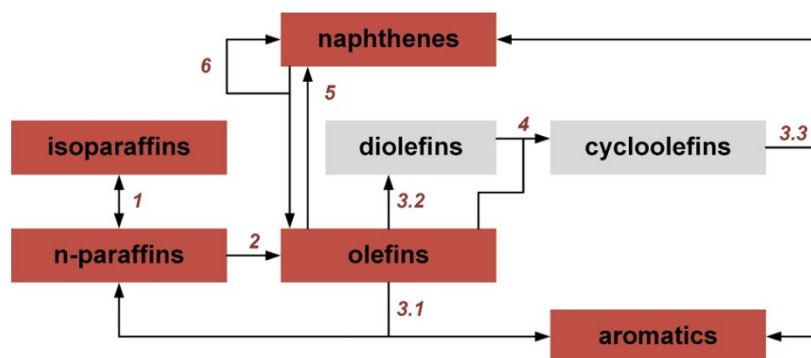 naphthenes
6
5
isoparaffins
diolefins
4
cycloolefins
3.3
1
3.2
n-paraffins
2
olefins
3.1
aromatics